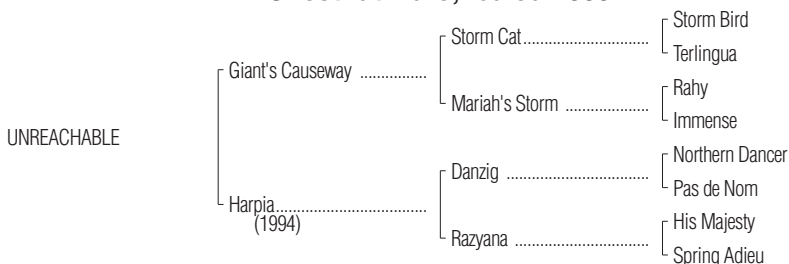 Storm Bird
Storm Cat..................................
Terlingua
Giant's Causeway ................
Rahy
Mariah's Storm ......................
Immense
UNREACHABLE
Northern Dancer
Danzig ......................................
Pas de Nom
Harpia.........................................
(1994)
His Majesty
Razyana ....................................
Spring Adieu